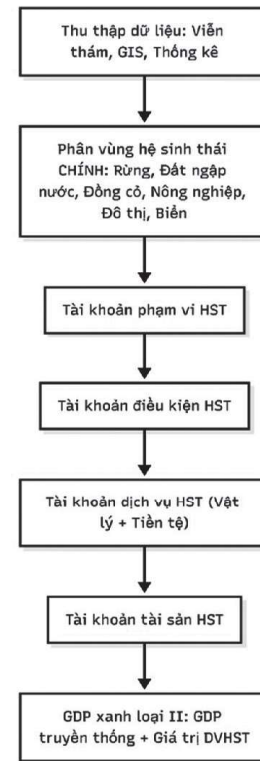 Thu thập dữ liệu: Viễn
thám, GIS, Thống kê
Phân vùng hệ sinh thái
CHÍNH: Rừng, Đất ngập
nước, Đồng cỏ, Nông nghiệp,
Đô thị, Biển
Tài khoản phạm vi HST
Tài khoản điều kiện HST
Tài khoản dịch vụ HST (Vật
lý + Tiền tệ)
Tài khoản tài sản HST
GDP xanh loại II: GDP
truyền thống + Giá trị DVHST